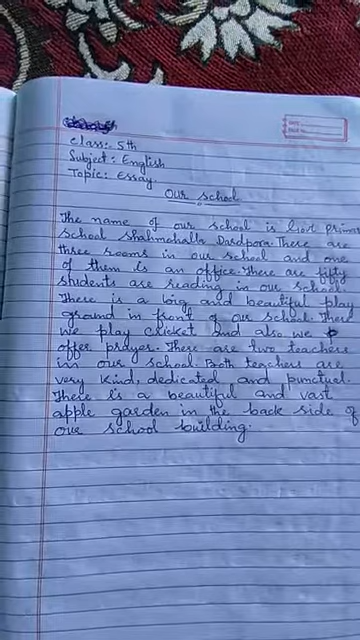 Class:- 5th
Subject: English
Topic: Essay.
Our school
The name of our school is Govt primary
school Shalimohalla Dardpora. There are
three rooms in our school and one
of them is an office. There are fifty
students are reading in our school.
There is a big and beautiful play
ground in front of our school. There
we play cricket and also we
offer prayer. There are two teachers
in our school. Both teachers are
very kind, dedicated and punctual.
There is a beautiful and vast
apple garden in the back side of
our school building.